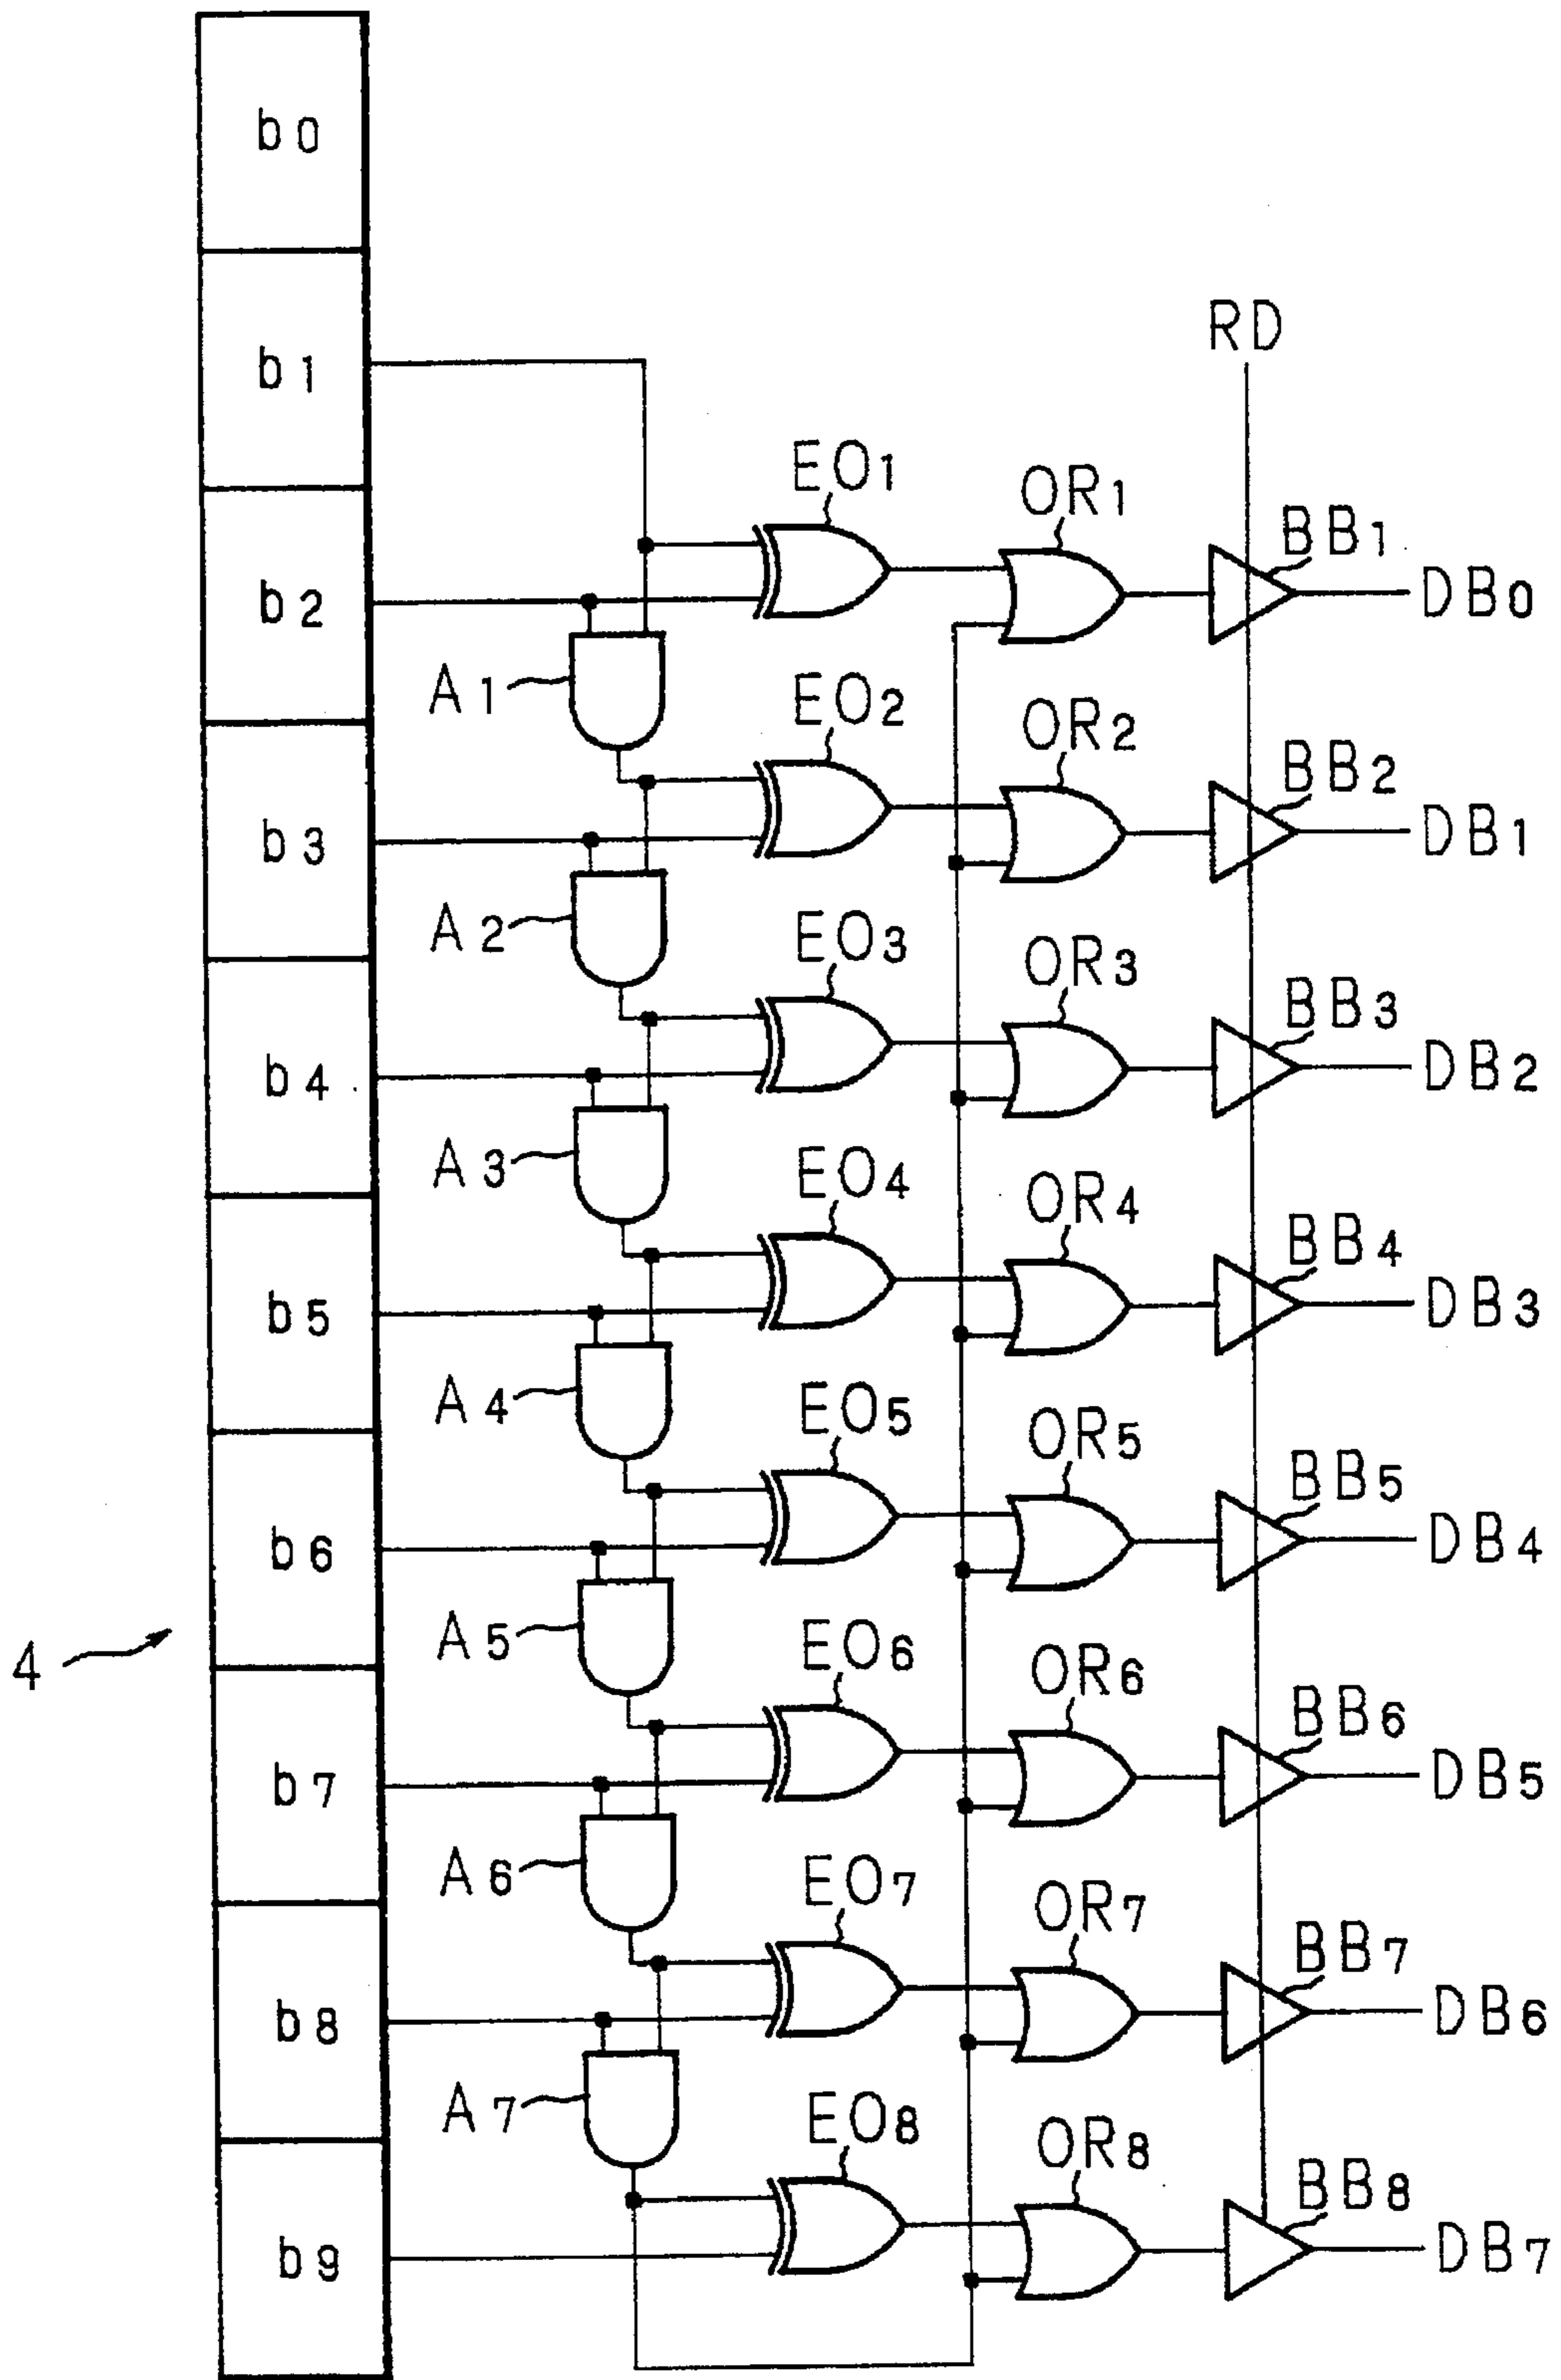 b0
b1
RD
EO1
OR1
BB1
b2
DB0
A1
EO2
OR2
BB2
b3
DB1
A2
EO3
OR3
BB3
b4
DB2
A3
EO4
OR4
BB4
b5
DB3
A4
EO5
OR5
BB5
b6
DB4
A5
4
EO6
OR6
BB6
b7
DB5
A6
EO7
OR7
BB7
b8
DB6
A7
EO8
OR8
BB8
b9
DB7